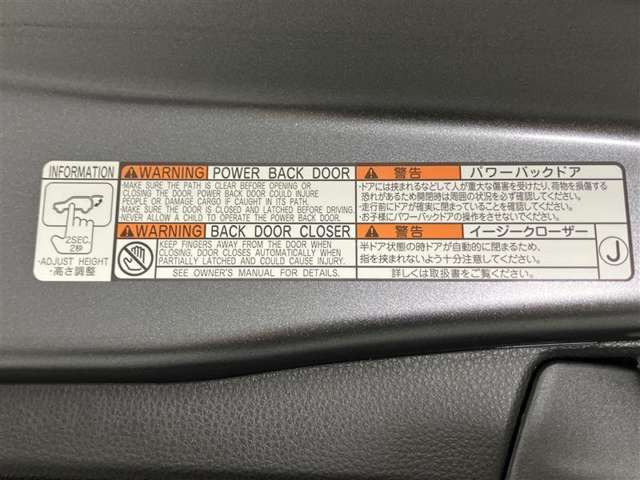 INFORMATION
2SEC.
2秒
·ADJUST HEIGHT
·高さ調整
WARNING POWER BACK DOOR
·MAKE SURE THE PATH IS CLEAR BEFORE OPENING OR
CLOSING THE DOOR. POWER BACK DOOR COULD INJURE
PEOPLE OR DAMAGE CARGO IF CAUGHT IN ITS PATH.
·MAKE SURE THE DOOR IS CLOSED AND LATCHED BEFORE DRIVING.
·NEVER ALLOW A CHILD TO OPERATE THE POWER BACK DOOR.
WARNING BACK DOOR CLOSER
KEEP FINGERS AWAY FROM THE DOOR WHEN
CLOSING. DOOR CLOSES AUTOMATICALLY WHEN
PARTIALLY LATCHED AND COULD CAUSE INJURY.
SEE OWNER'S MANUAL FOR DETAILS.
警告 パワーバックドア
·ドアには挟まれるなどして人が重大な傷害を受けたり、荷物を損傷する
恐れがあるため開閉時は周囲の状況を必ず確認してください。
·走行前にドアが確実に閉まっていることを確認してください。
·お子様にパワーバックドアの操作をさせないでください。
警告 イージークローザー
半ドア状態の時ドアが自動的に閉まるため、
指を挟まれないよう十分注意してください。
詳しくは取扱書をご覧ください。
J